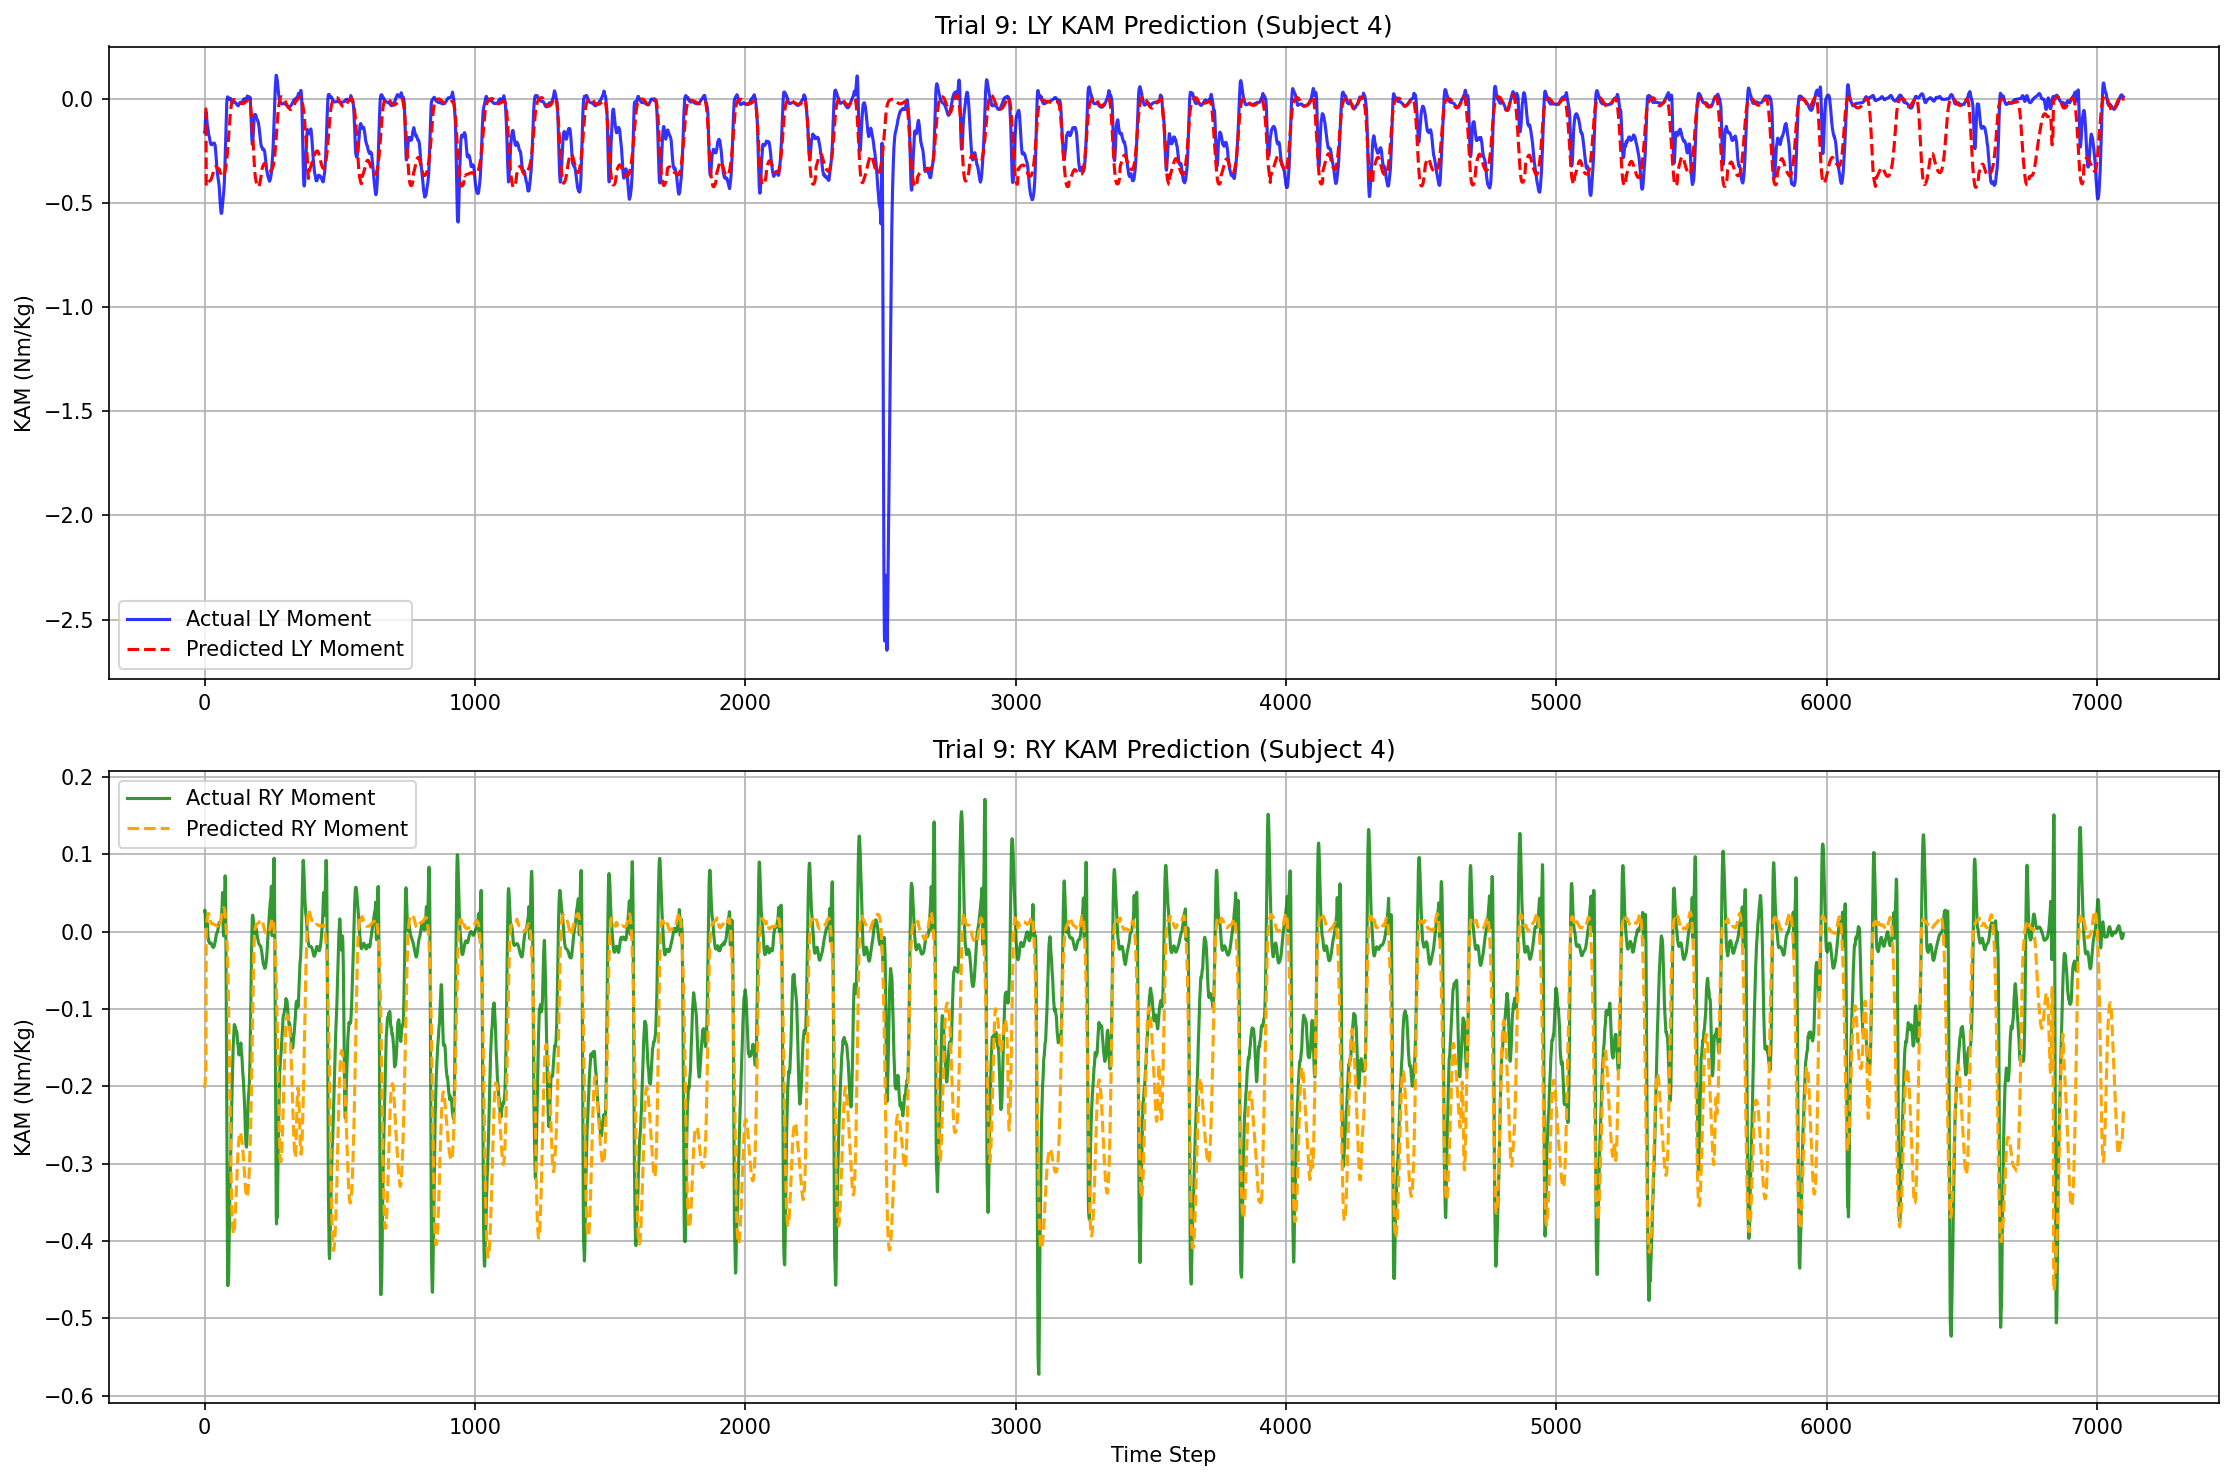 Trial 9: LY KAM Prediction (Subject 4)
KAM (Nm/Kg)
0.0
−0.5
−1.0
−1.5
−2.0
−2.5
Actual LY Moment
Predicted LY Moment
0 1000 2000 3000 4000 5000 6000 7000
Trial 9: RY KAM Prediction (Subject 4)
KAM (Nm/Kg)
0.2
0.1
0.0
−0.1
−0.2
−0.3
−0.4
−0.5
−0.6
Actual RY Moment
Predicted RY Moment
0 1000 2000 3000 4000 5000 6000 7000
Time Step